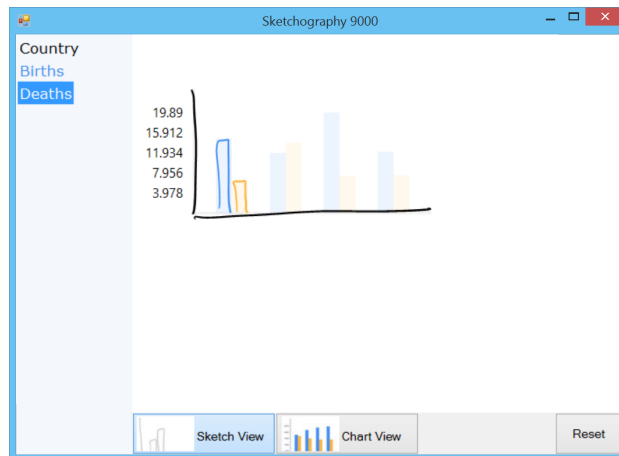 Sketchography 9000
Country
Births
Deaths
19.89
15.912
11.934
7.956
3.978
Sketch View
Chart View
Reset